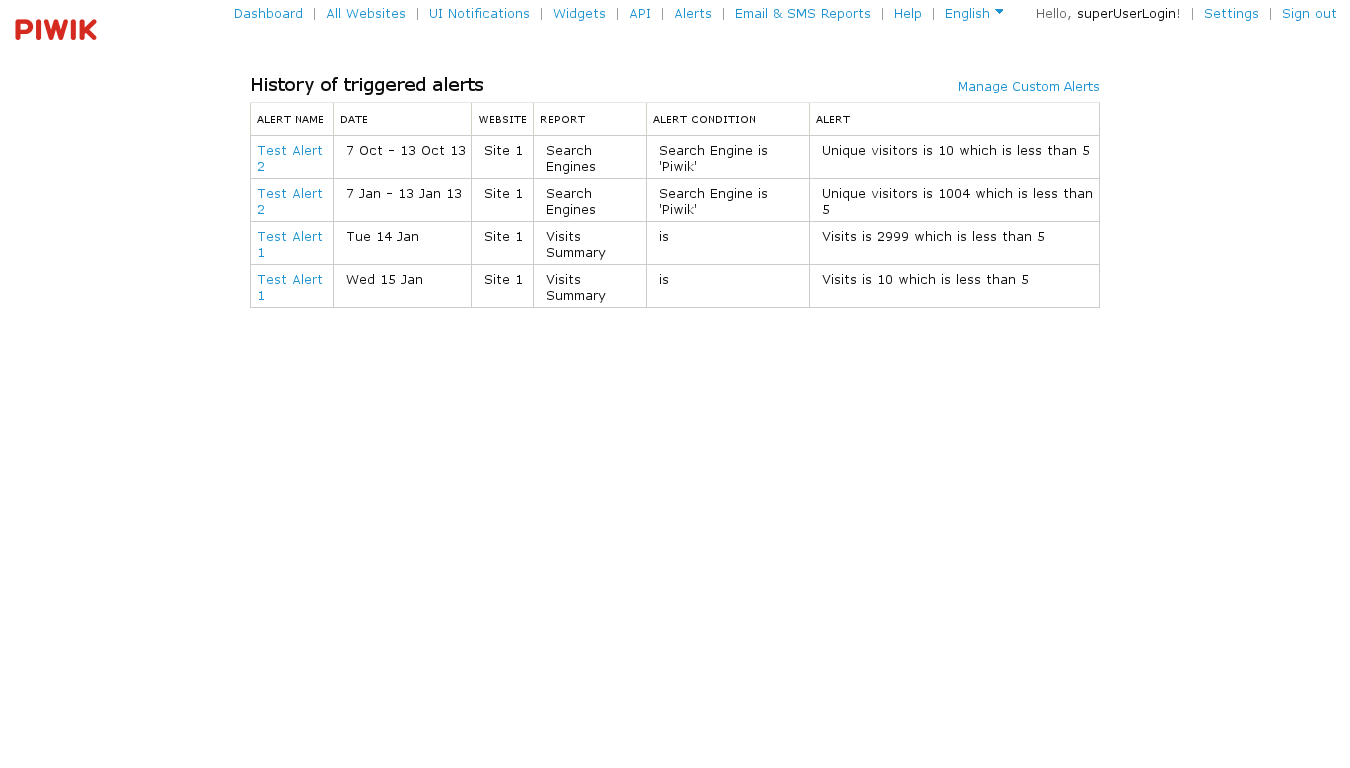 PIWIK
Dashboard | All Websites | UI Notifications | Widgets | API | Alerts | Email & SMS Reports | Help | English Hello, superUserLogin! | Settings | Sign out
History of triggered alerts Manage Custom Alerts
ALERT NAME DATE WEBSITE REPORT ALERT CONDITION ALERT
Test Alert 7 Oct – 13 Oct 13 Site 1 Search Search Engine is Unique visitors is 10 which is less than 5
2 Engines 'Piwik'
Test Alert 7 Jan – 13 Jan 13 Site 1 Search Search Engine is Unique visitors is 1004 which is less than
2 Engines 'Piwik' 5
Test Alert Tue 14 Jan Site 1 Visits is Visits is 2999 which is less than 5
1 Summary
Test Alert Wed 15 Jan Site 1 Visits is Visits is 10 which is less than 5
1 Summary